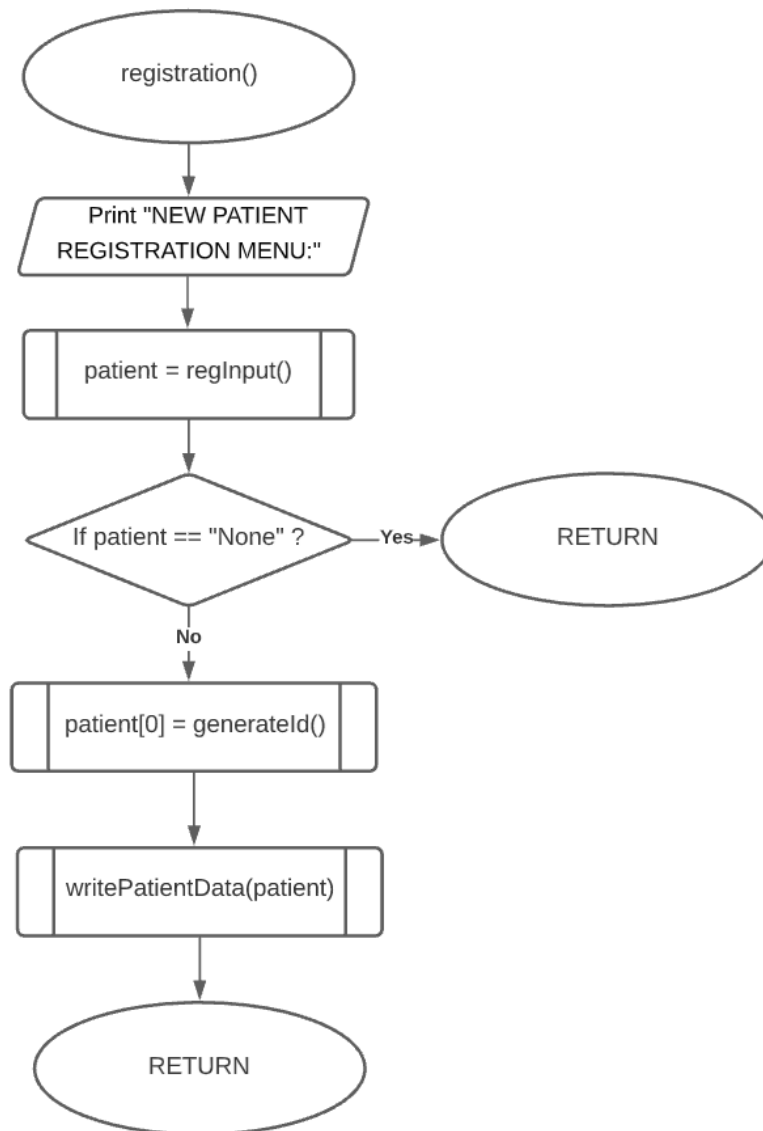 registration()
Print "NEW PATIENT
REGISTRATION MENU:"
patient = regInput()
If patient == "None" ?
Yes
RETURN
No
patient[0] = generateId()
writePatientData(patient)
RETURN